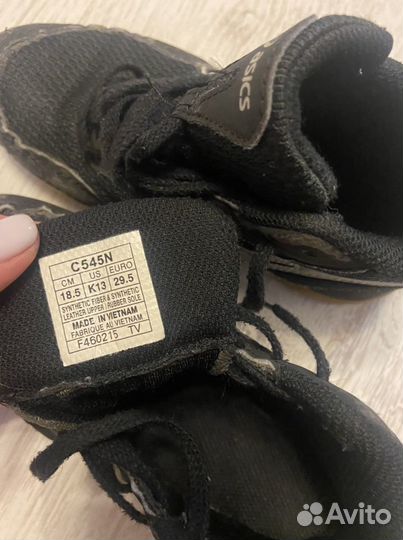 ASICS
C545N
CM US EURO
18.5 K13 29.5
SYNTHETIC FIBER & SYNTHETIC
LEATHER UPPER / RUBBER SOLE
MADE IN VIETNAM
FABRIQUE AU VIETNAM
F460215 TV
Avito